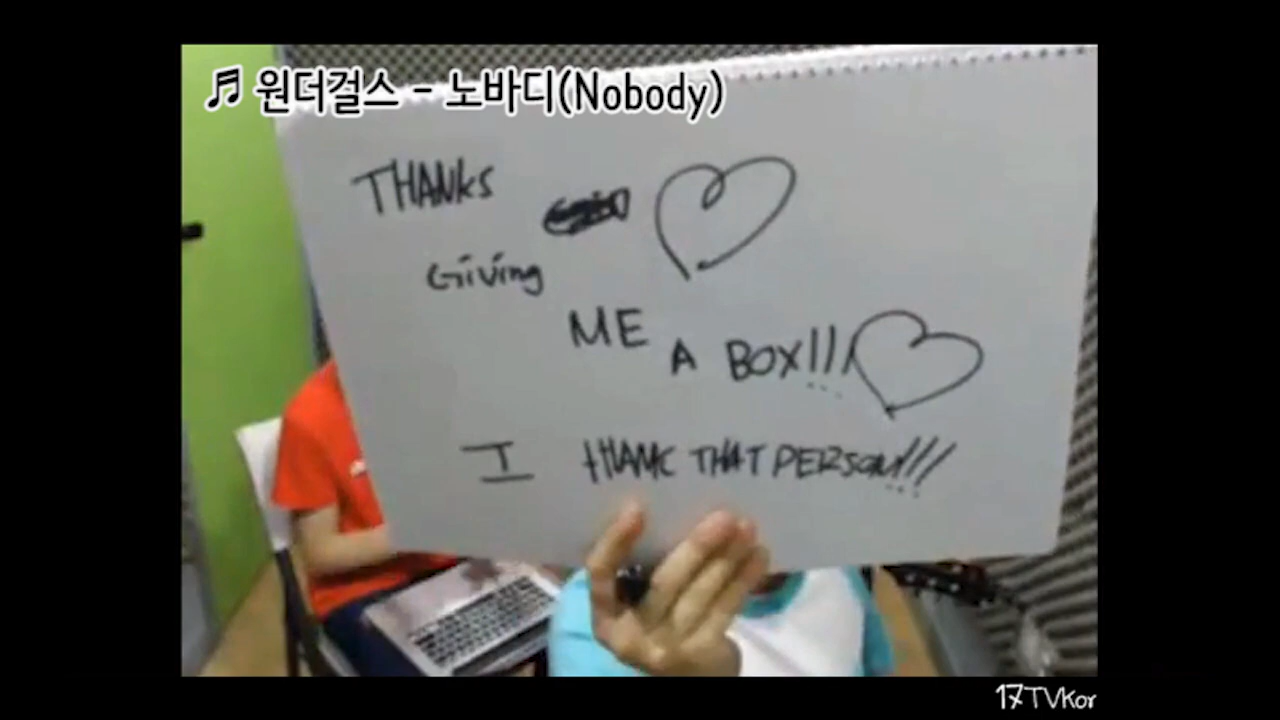 ♬ 원더걸스 - 노바디(Nobody)
THANKS
Giving
ME A BOX!!!
I THANK THAT PERSON!!!
17TVKor